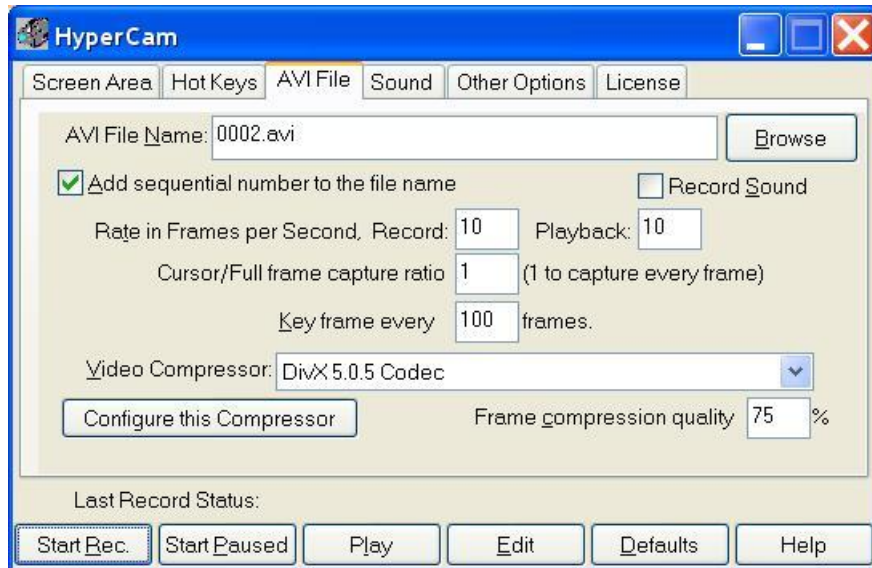 HyperCam
Screen Area Hot Keys AVI File Sound Other Options License
AVI File Name: 0002.avi Browse
Add sequential number to the file name Record Sound
Rate in Frames per Second, Record: 10 Playback: 10
Cursor/Full frame capture ratio 1 (1 to capture every frame)
Key frame every 100 frames.
Video Compressor: DivX 5.0.5 Codec
Configure this Compressor Frame compression quality 75 %
Last Record Status:
Start Rec. Start Paused Play Edit Defaults Help